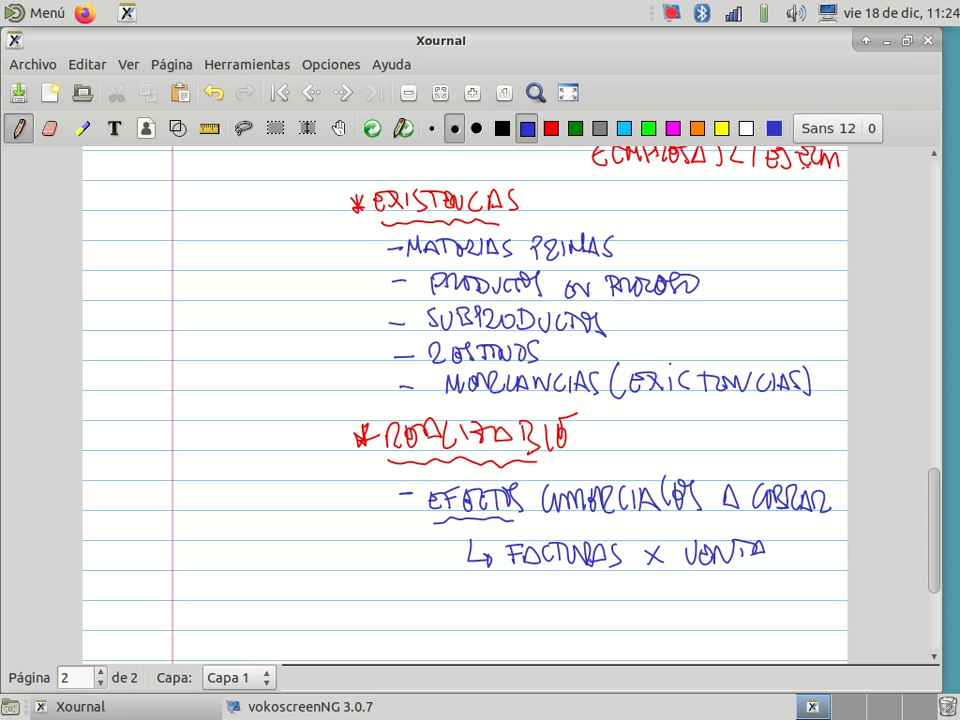 Menú vie 18 de dic, 11:24
Xournal
Archivo Editar Ver Página Herramientas Opciones Ayuda
Sans 12 0
* EXISTENCAS
- MATERIAS PRIMAS
- PRODUCTOS EN PROCESO
- SUBPRODUCTOS
- RESTINOS
- MERCANCIAS (EXISTENCIAS)
* REALIZABLE
- EFECTOS COMERCIALES A COBRAR
↳ FACTURAS X VENTA
Página 2 de 2 Capa: Capa 1
Xournal vokoscreenNG 3.0.7